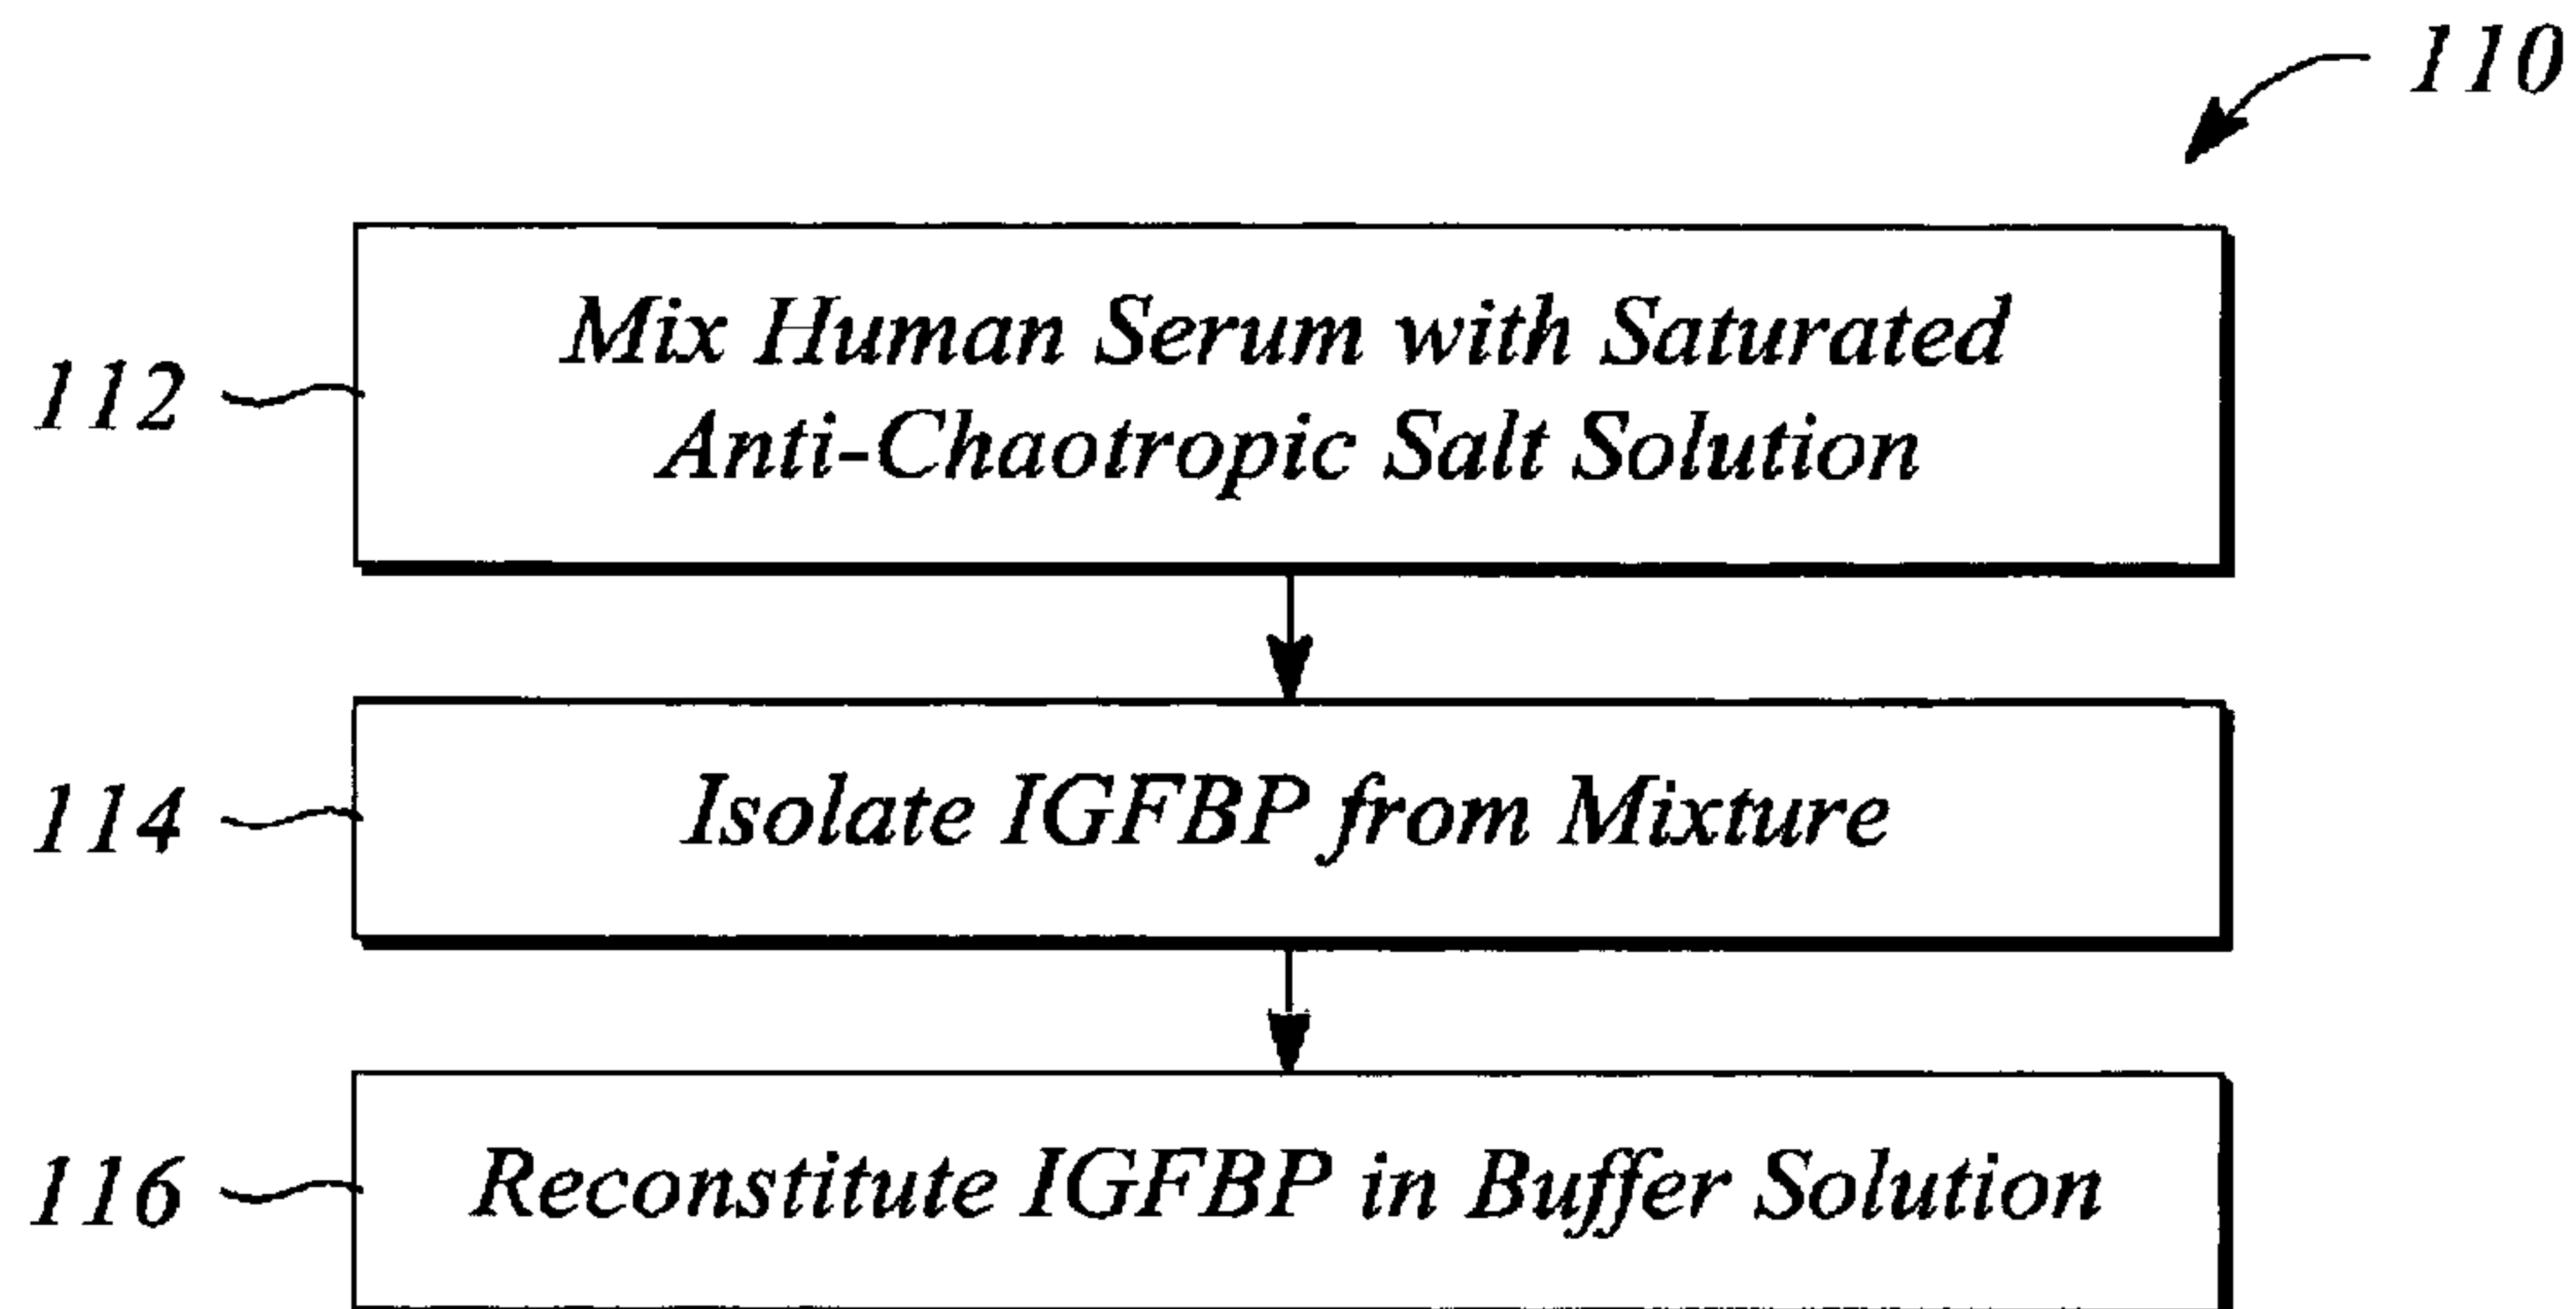 110
112
Mix Human Serum with Saturated
Anti-Chaotropic Salt Solution
114
Isolate IGFBP from Mixture
116
Reconstitute IGFBP in Buffer Solution